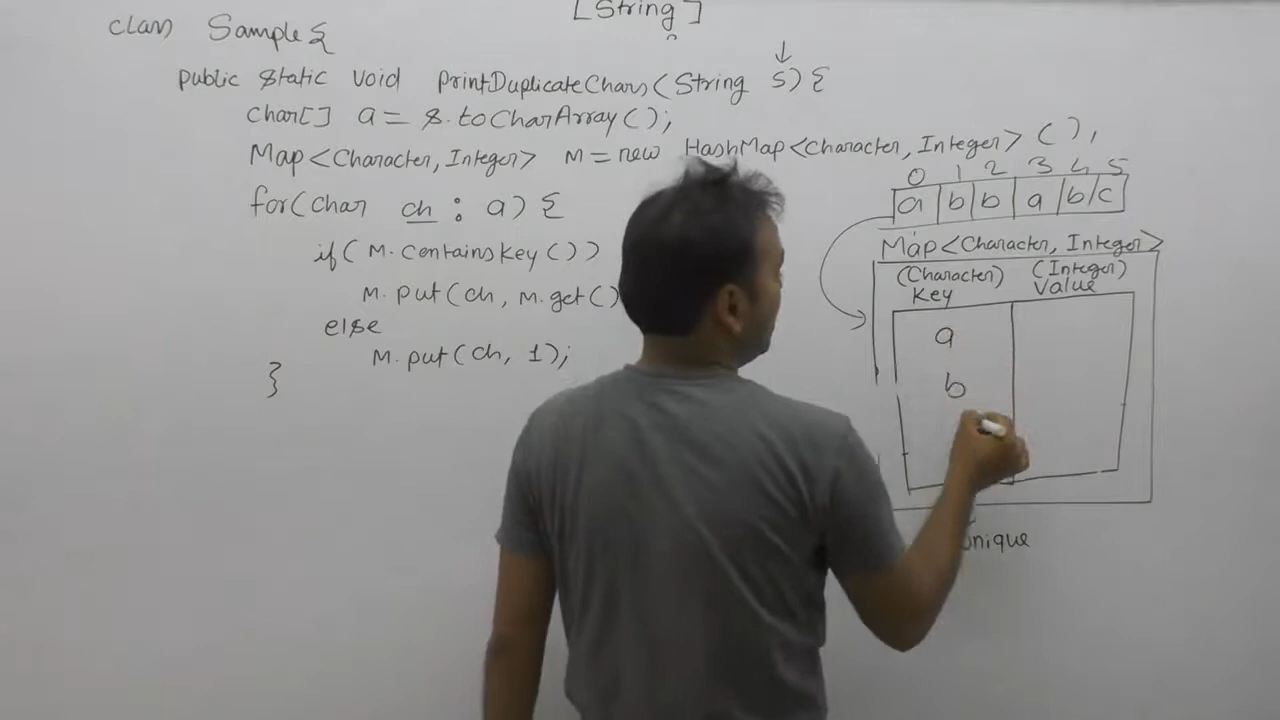 [String]
class Sample {
public static void printDuplicateChars(String s) {
char[] a = s.toCharArray();
Map<Character, Integer> m = new HashMap<Character, Integer> ();
for(char ch : a) {
if( m.containsKey())
m.put(ch, m.get()
else
m.put(ch, 1);
}
0 1 2 3 4 5
a b b a b c
Map<Character, Integer>
(Character) (Integer)
Key Value
a
b
Unique